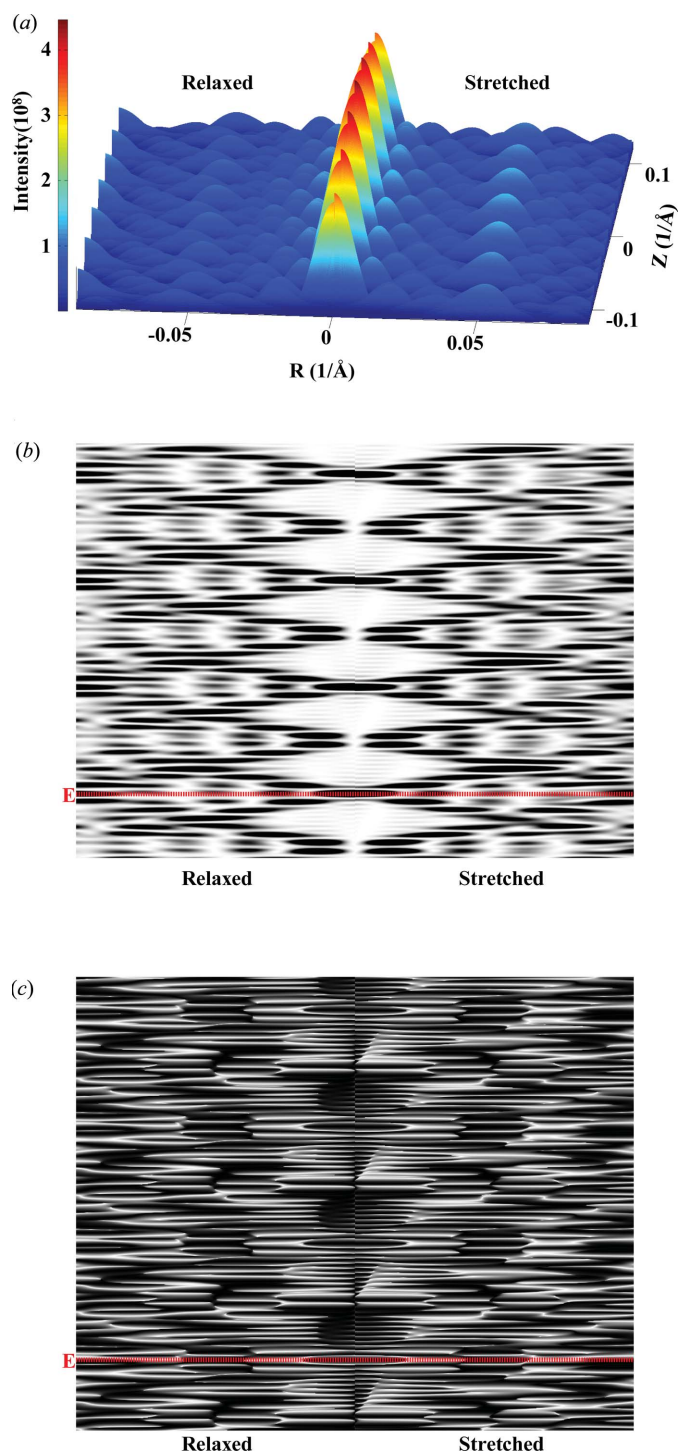 (a)
4
3
2
1
Intensity(10⁸)
Relaxed
Stretched
0.1
0
-0.1
Z (1/Å)
-0.05
0
0.05
R (1/Å)
(b)
E
Relaxed
Stretched
(c)
E
Relaxed
Stretched